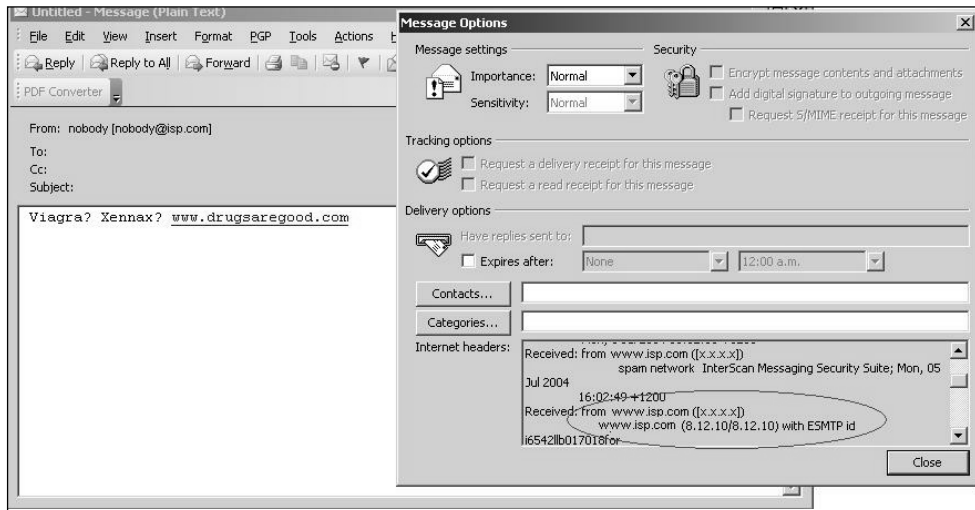 Untitled - Message (Plain Text)
File Edit View Insert Format PGP Tools Actions
Reply Reply to All Forward
PDF Converter
From: nobody [nobody@isp.com]
To:
Cc:
Subject:
Viagra? Xennax? www.drugsaregood.com
Message Options
Message settings
Importance: Normal
Sensitivity: Normal
Security
Encrypt message contents and attachments
Add digital signature to outgoing message
Request S/MIME receipt for this message
Tracking options
Request a delivery receipt for this message
Request a read receipt for this message
Delivery options
Have replies sent to:
Expires after: None 12:00 a.m.
Contacts...
Categories...
Internet headers:
Received: from www.isp.com ([x.x.x.x])
spam network InterScan Messaging Security Suite; Mon, 05
Jul 2004
16:02:49 +1200
Received: from www.isp.com ([x.x.x.x])
www.isp.com (8.12.10/8.12.10) with ESMTP id
i6542llb017018for
Close